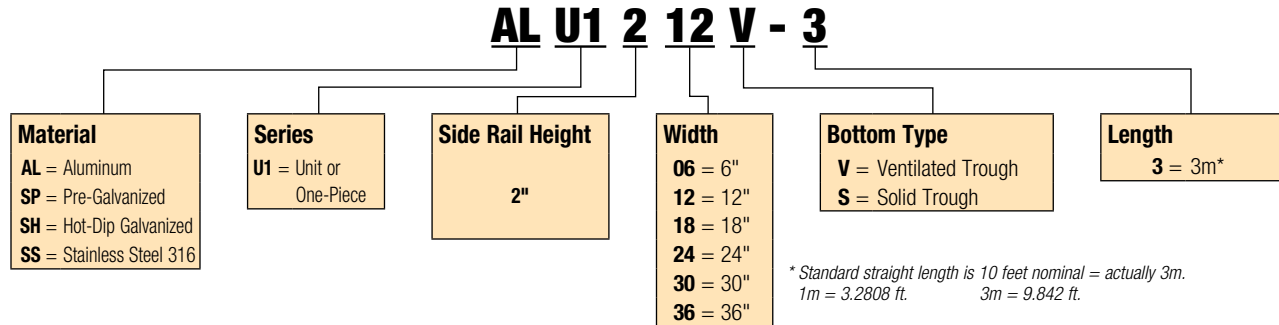 AL U1 2 12 V - 3
Material
AL = Aluminum
SP = Pre-Galvanized
SH = Hot-Dip Galvanized
SS = Stainless Steel 316
Series
U1 = Unit or
One-Piece
Side Rail Height
2"
Width
06 = 6"
12 = 12"
18 = 18"
24 = 24"
30 = 30"
36 = 36"
Bottom Type
V = Ventilated Trough
S = Solid Trough
Length
3 = 3m*
* Standard straight length is 10 feet nominal = actually 3m.
1m = 3.2808 ft. 3m = 9.842 ft.